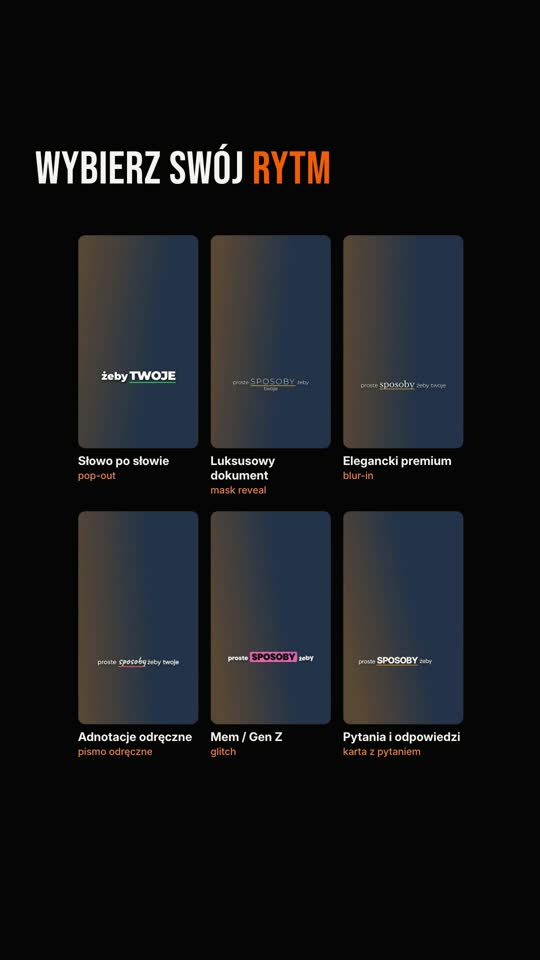 WYBIERZ SWÓJ RYTM
żeby TWOJE
proste SPOSOBY żeby
twoje
proste sposoby żeby twoje
Słowo po słowie
pop-out
Luksusowy
dokument
mask reveal
Elegancki premium
blur-in
proste sposoby żeby twoje
proste SPOSOBY żeby
proste SPOSOBY żeby
Adnotacje odręczne
pismo odręczne
Mem / Gen Z
glitch
Pytania i odpowiedzi
karta z pytaniem